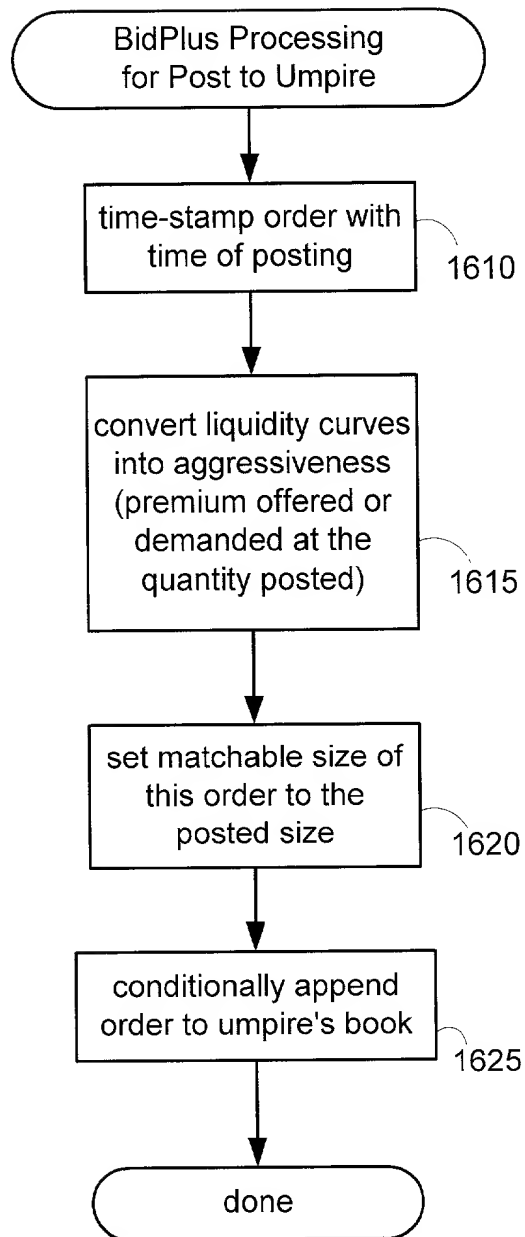 BidPlus Processing
for Post to Umpire
time-stamp order with
time of posting
1610
convert liquidity curves
into aggressiveness
(premium offered or
demanded at the
quantity posted)
1615
set matchable size of
this order to the
posted size
1620
conditionally append
order to umpire's book
1625
done